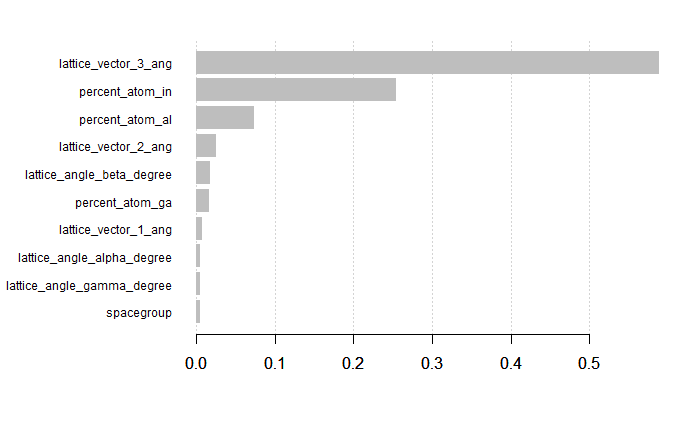 lattice_vector_3_ang
percent_atom_in
percent_atom_al
lattice_vector_2_ang
lattice_angle_beta_degree
percent_atom_ga
lattice_vector_1_ang
lattice_angle_alpha_degree
lattice_angle_gamma_degree
spacegroup
0.0 0.1 0.2 0.3 0.4 0.5